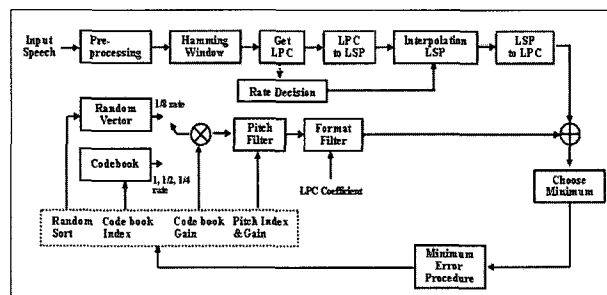 Input
Speech
Pre-
processing
Hamming
Window
Get
LPC
LPC
to LSP
Interpolation
LSP
LSP
to LPC
Rate Decision
Random
Vector
1/8 rate
Codebook
1, 1/2, 1/4
rate
Pitch
Filter
Format
Filter
LPC Coefficient
Choose
Minimum
Random
Sort
Code book
Index
Code book
Gain
Pitch Index
& Gain
Minimum
Error
Procedure